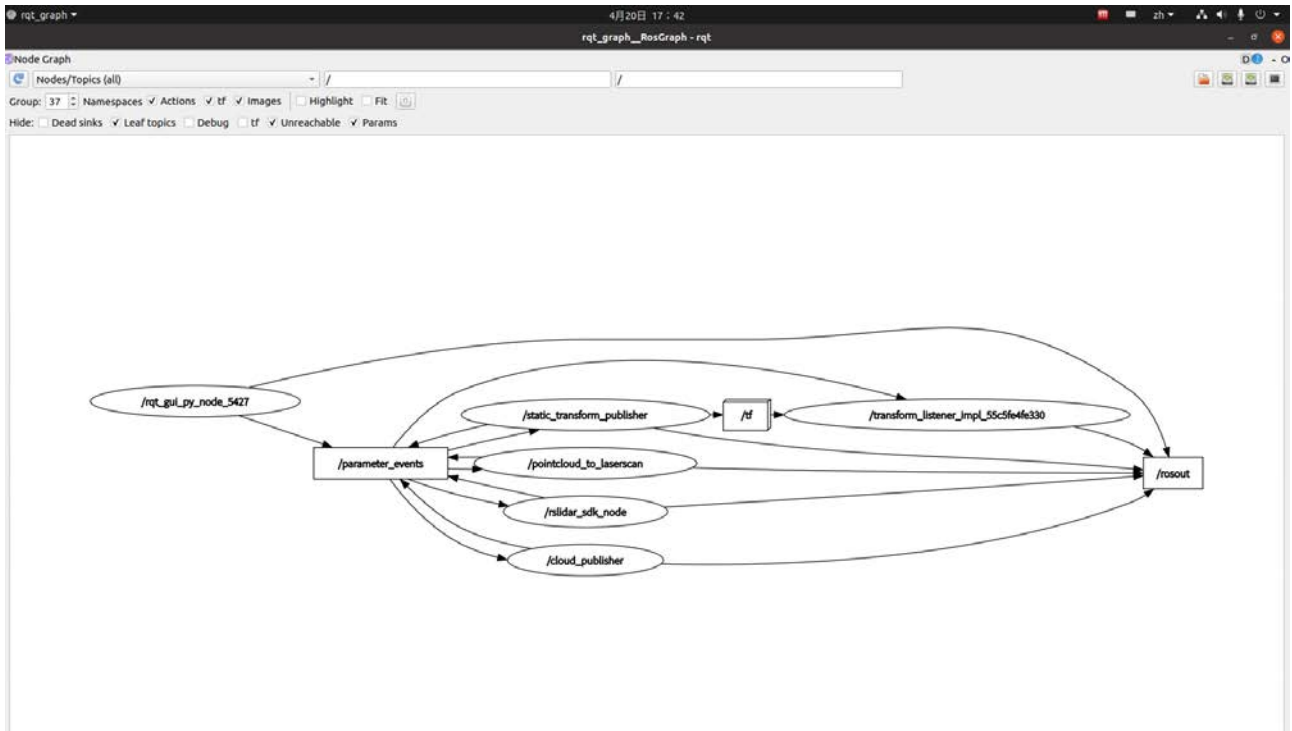 rqt_graph
4月20日 17：42
zh
rqt_graph__RosGraph - rqt
Node Graph
D
- O
Nodes/Topics (all)
/
/
Group: 37 Namespaces Actions tf Images Highlight Fit
Hide: Dead sinks Leaf topics Debug tf Unreachable Params
/rqt_gui_py_node_5427
/static_transform_publisher
/tf
/transform_listener_impl_55c5fe4fe330
/parameter_events
/pointcloud_to_laserscan
/rosout
/rslidar_sdk_node
/cloud_publisher